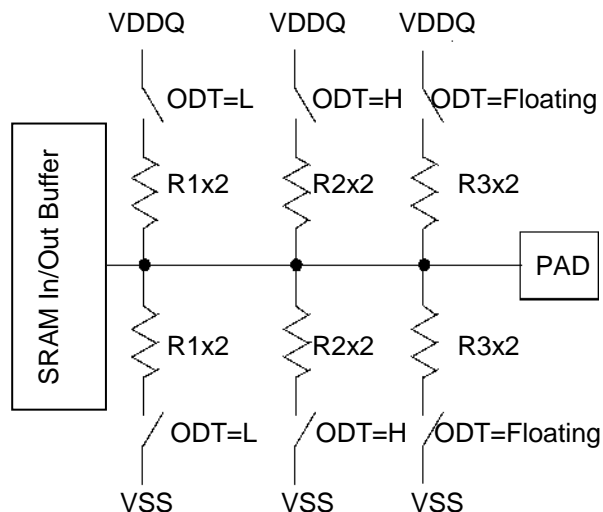 VDDQ VDDQ VDDQ
ODT=L ODT=H ODT=Floating
R1x2 R2x2 R3x2
SRAM In/Out Buffer
PAD
R1x2 R2x2 R3x2
ODT=L ODT=H ODT=Floating
VSS VSS VSS